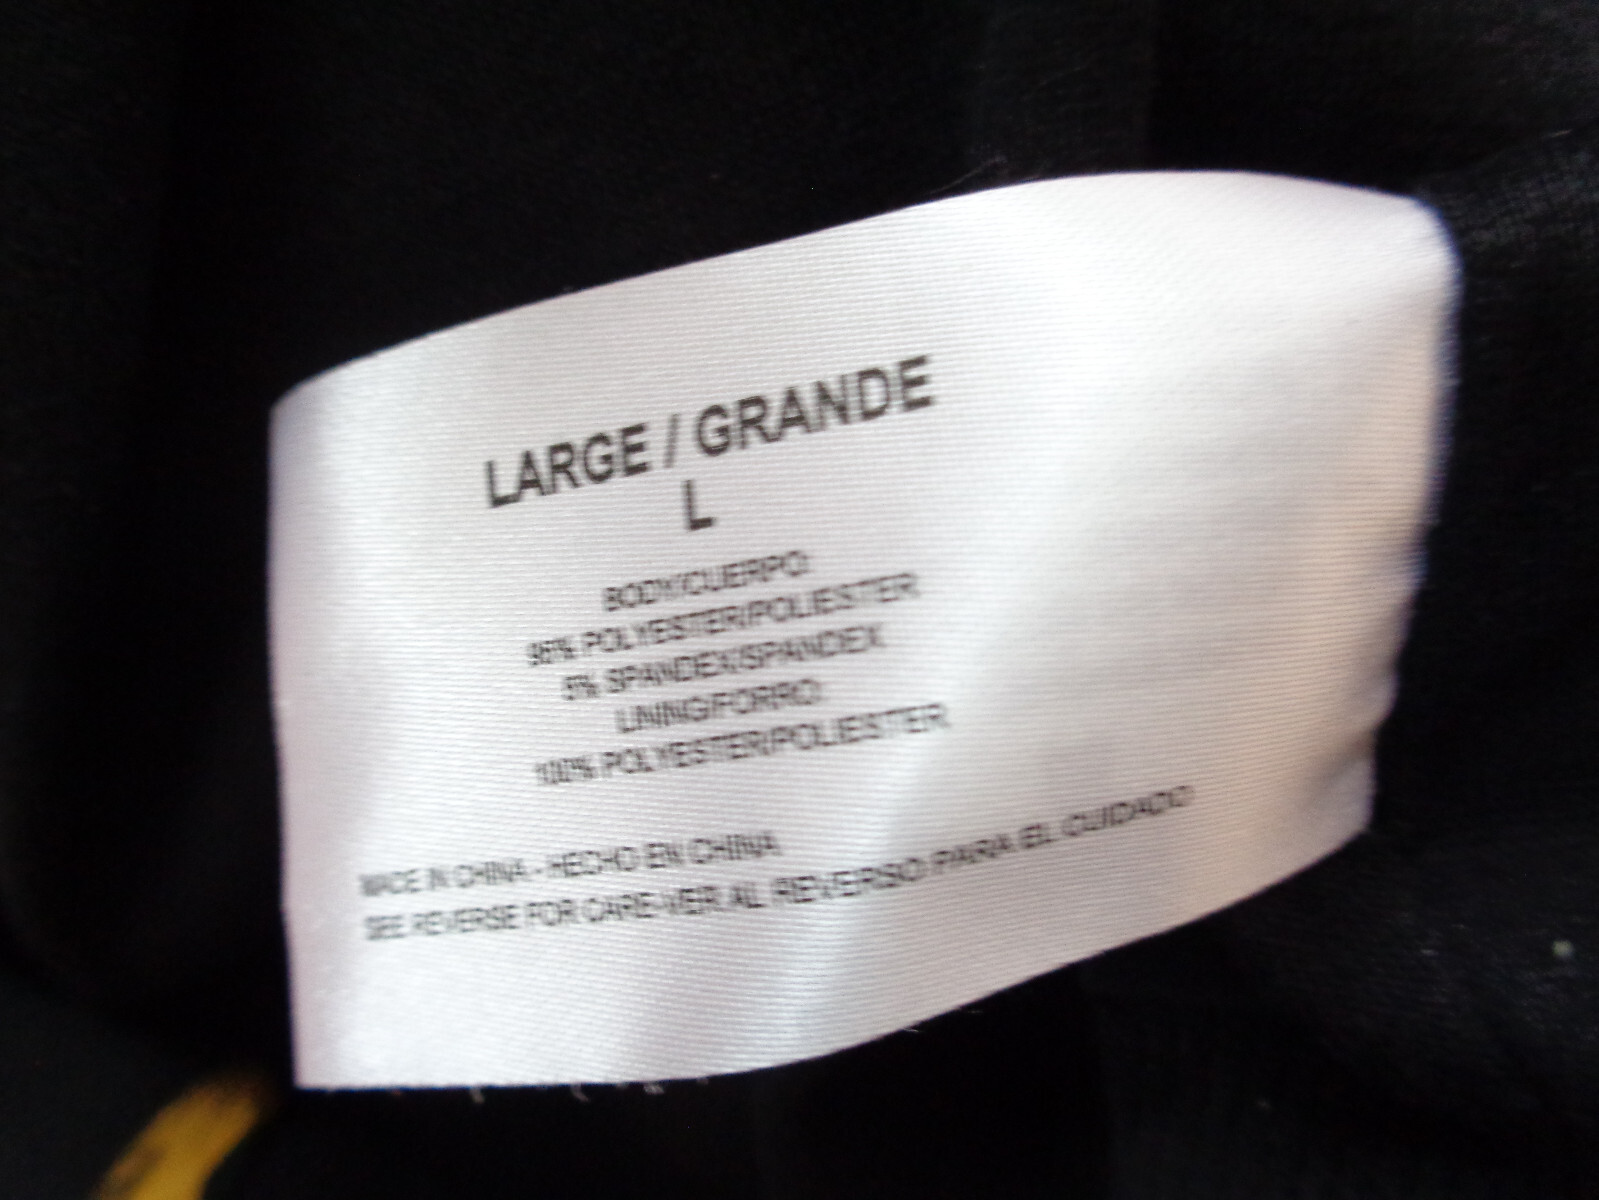 LARGE / GRANDE
L
BODY/CUERPO:
95% POLYESTER/POLIESTER
5% SPANDEX/SPANDEX
LINING/FORRO:
100% POLYESTER/POLIESTER
MADE IN CHINA - HECHO EN CHINA
SEE REVERSE FOR CARE-VER AL REVERSO PARA EL CUIDADO